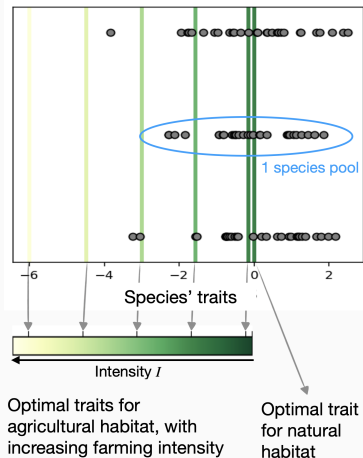 1 species pool
−6 −4 −2 0 2
Species’ traits
Intensity I
Optimal traits for
agricultural habitat, with
increasing farming intensity
Optimal trait
for natural
habitat